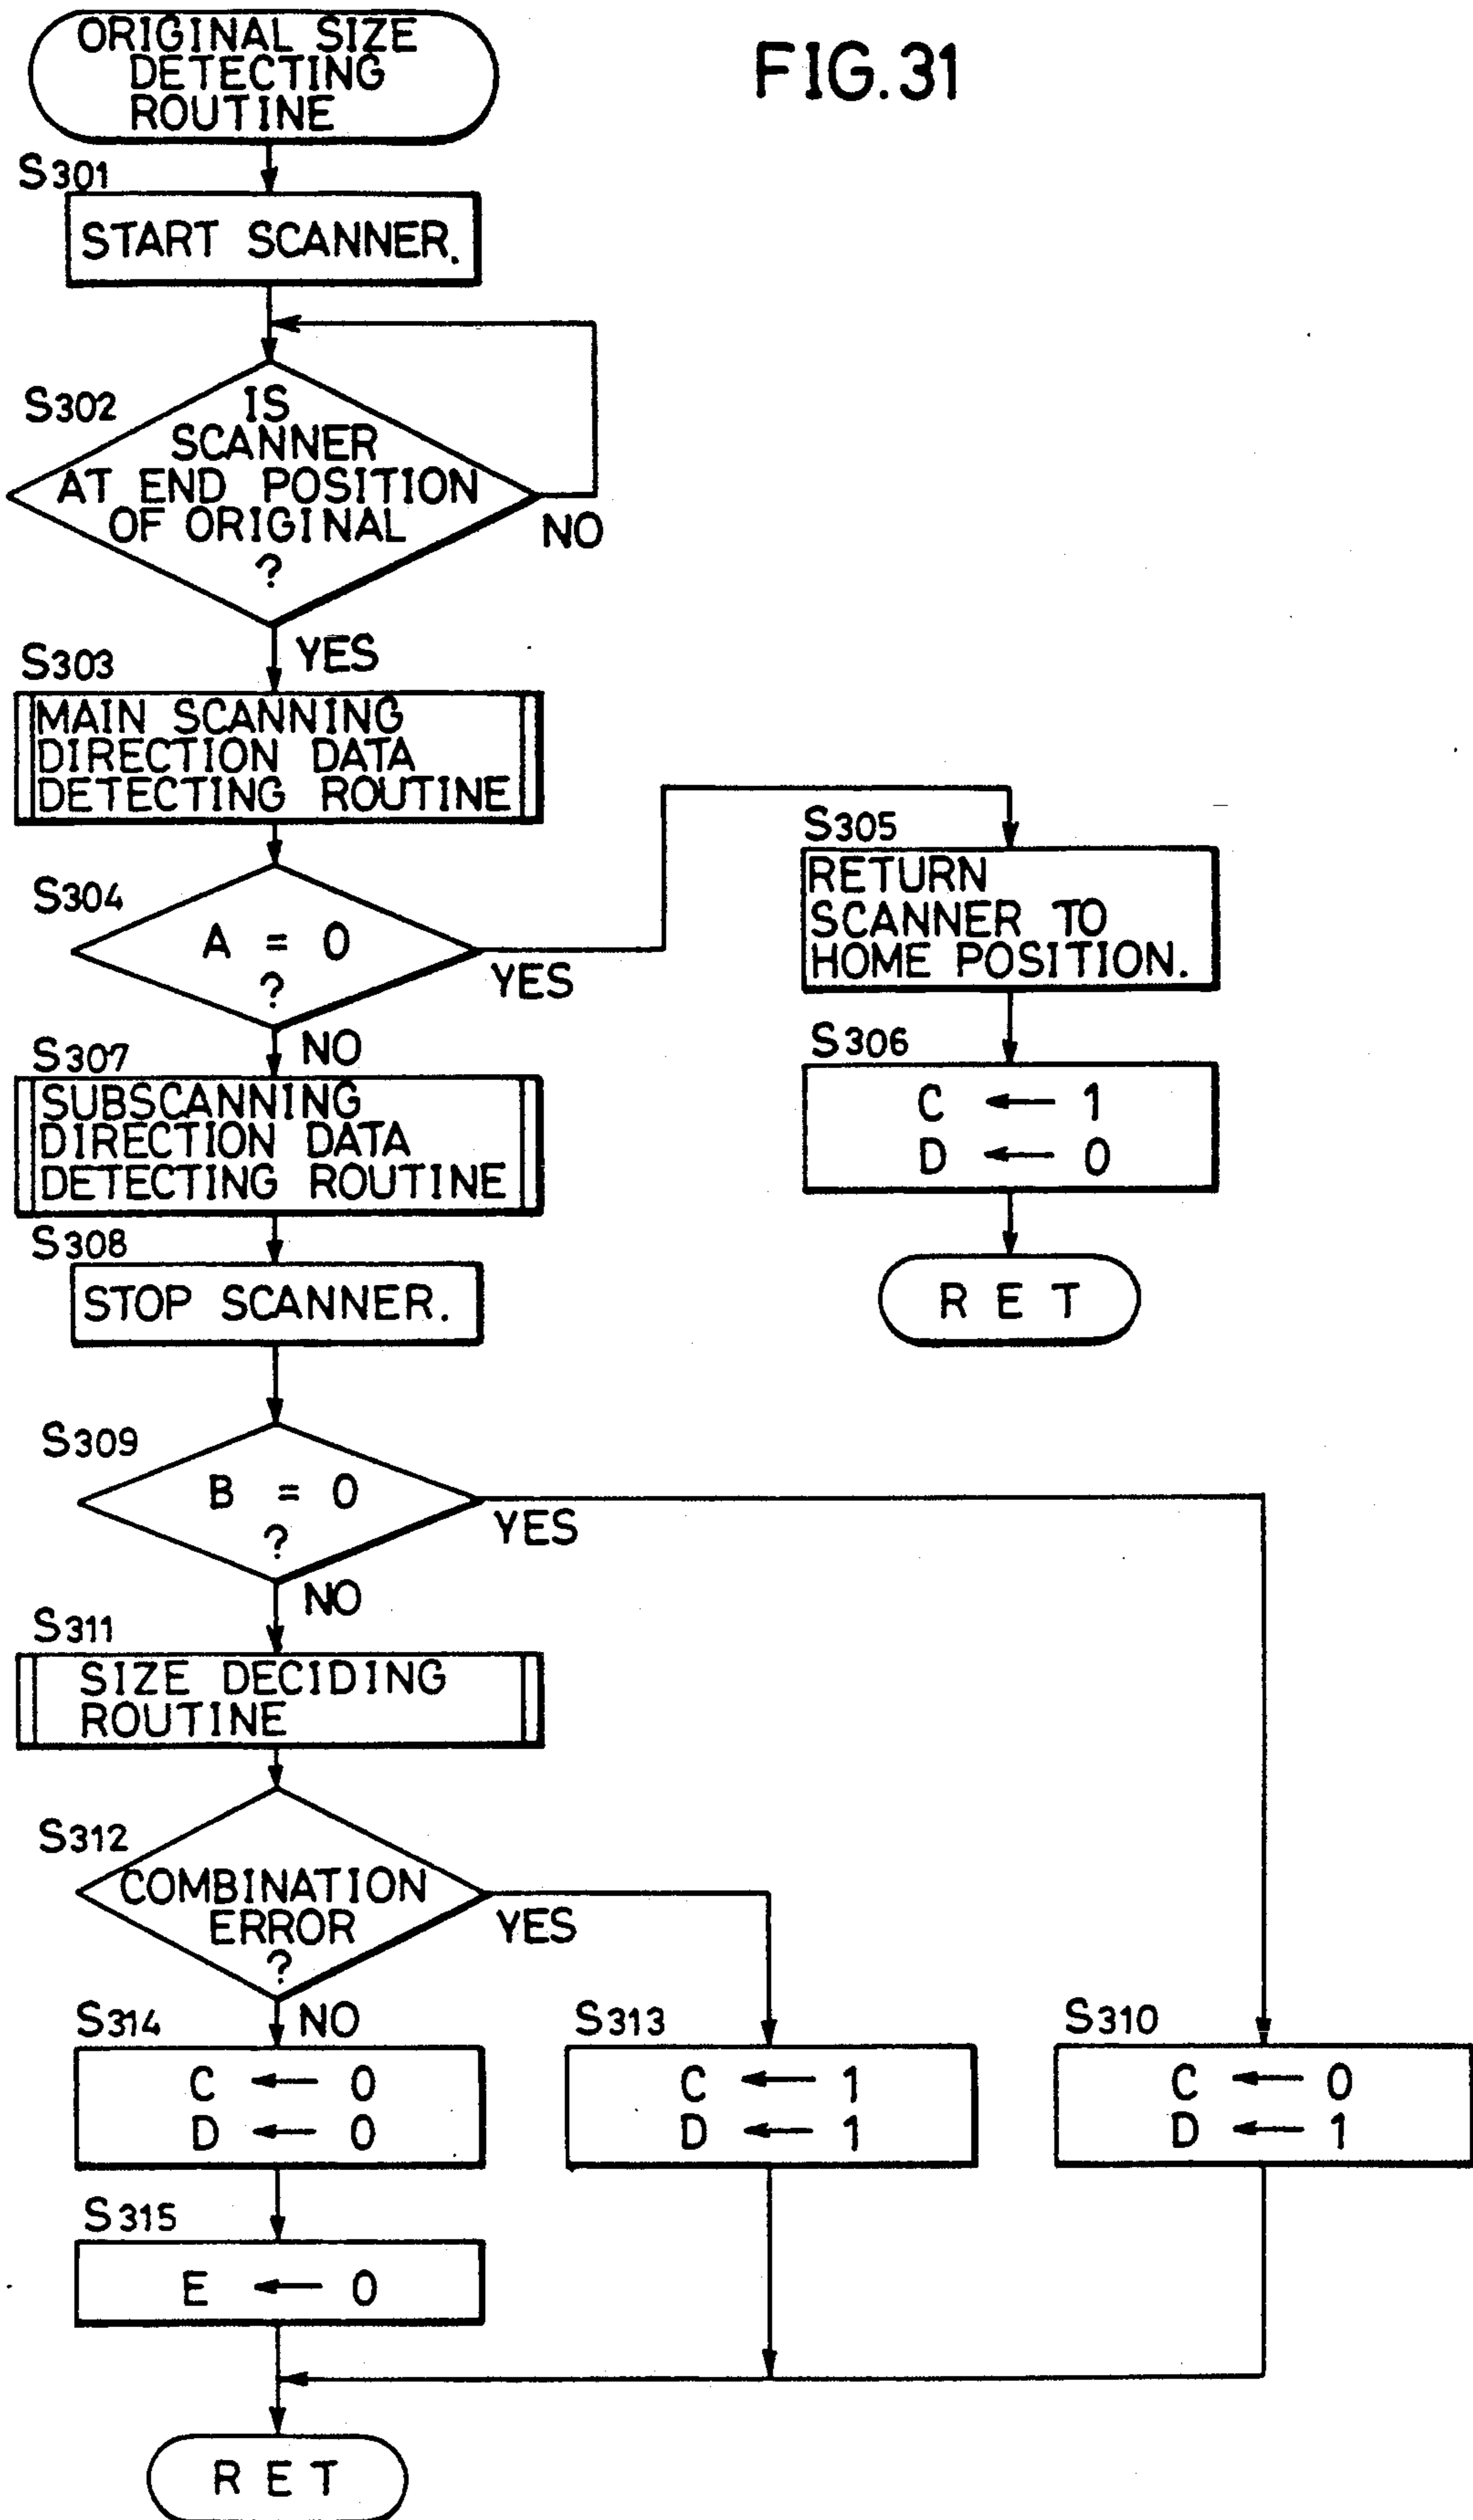 ORIGINAL SIZE
DETECTING
ROUTINE
FIG.31
S301
START SCANNER.
S302
IS
SCANNER
AT END POSITION
OF ORIGINAL
?
NO
YES
S303
MAIN SCANNING
DIRECTION DATA
DETECTING ROUTINE
S304
A = 0
?
YES
NO
S305
RETURN
SCANNER TO
HOME POSITION.
S306
C ← 1
D ← 0
RET
S307
SUBSCANNING
DIRECTION DATA
DETECTING ROUTINE
S308
STOP SCANNER.
S309
B = 0
?
YES
NO
S311
SIZE DECIDING
ROUTINE
S312
COMBINATION
ERROR
?
YES
NO
S314
C ← 0
D ← 0
S313
C ← 1
D ← 1
S310
C ← 0
D ← 1
S315
E ← 0
RET